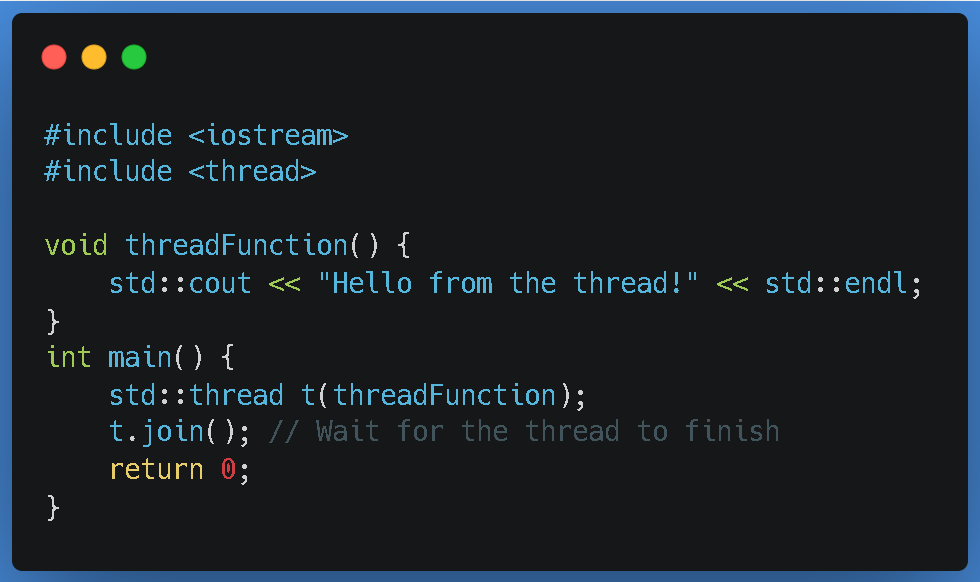 #include <iostream>
#include <thread>

void threadFunction() {
    std::cout << "Hello from the thread!" << std::endl;
}
int main() {
    std::thread t(threadFunction);
    t.join(); // Wait for the thread to finish
    return 0;
}